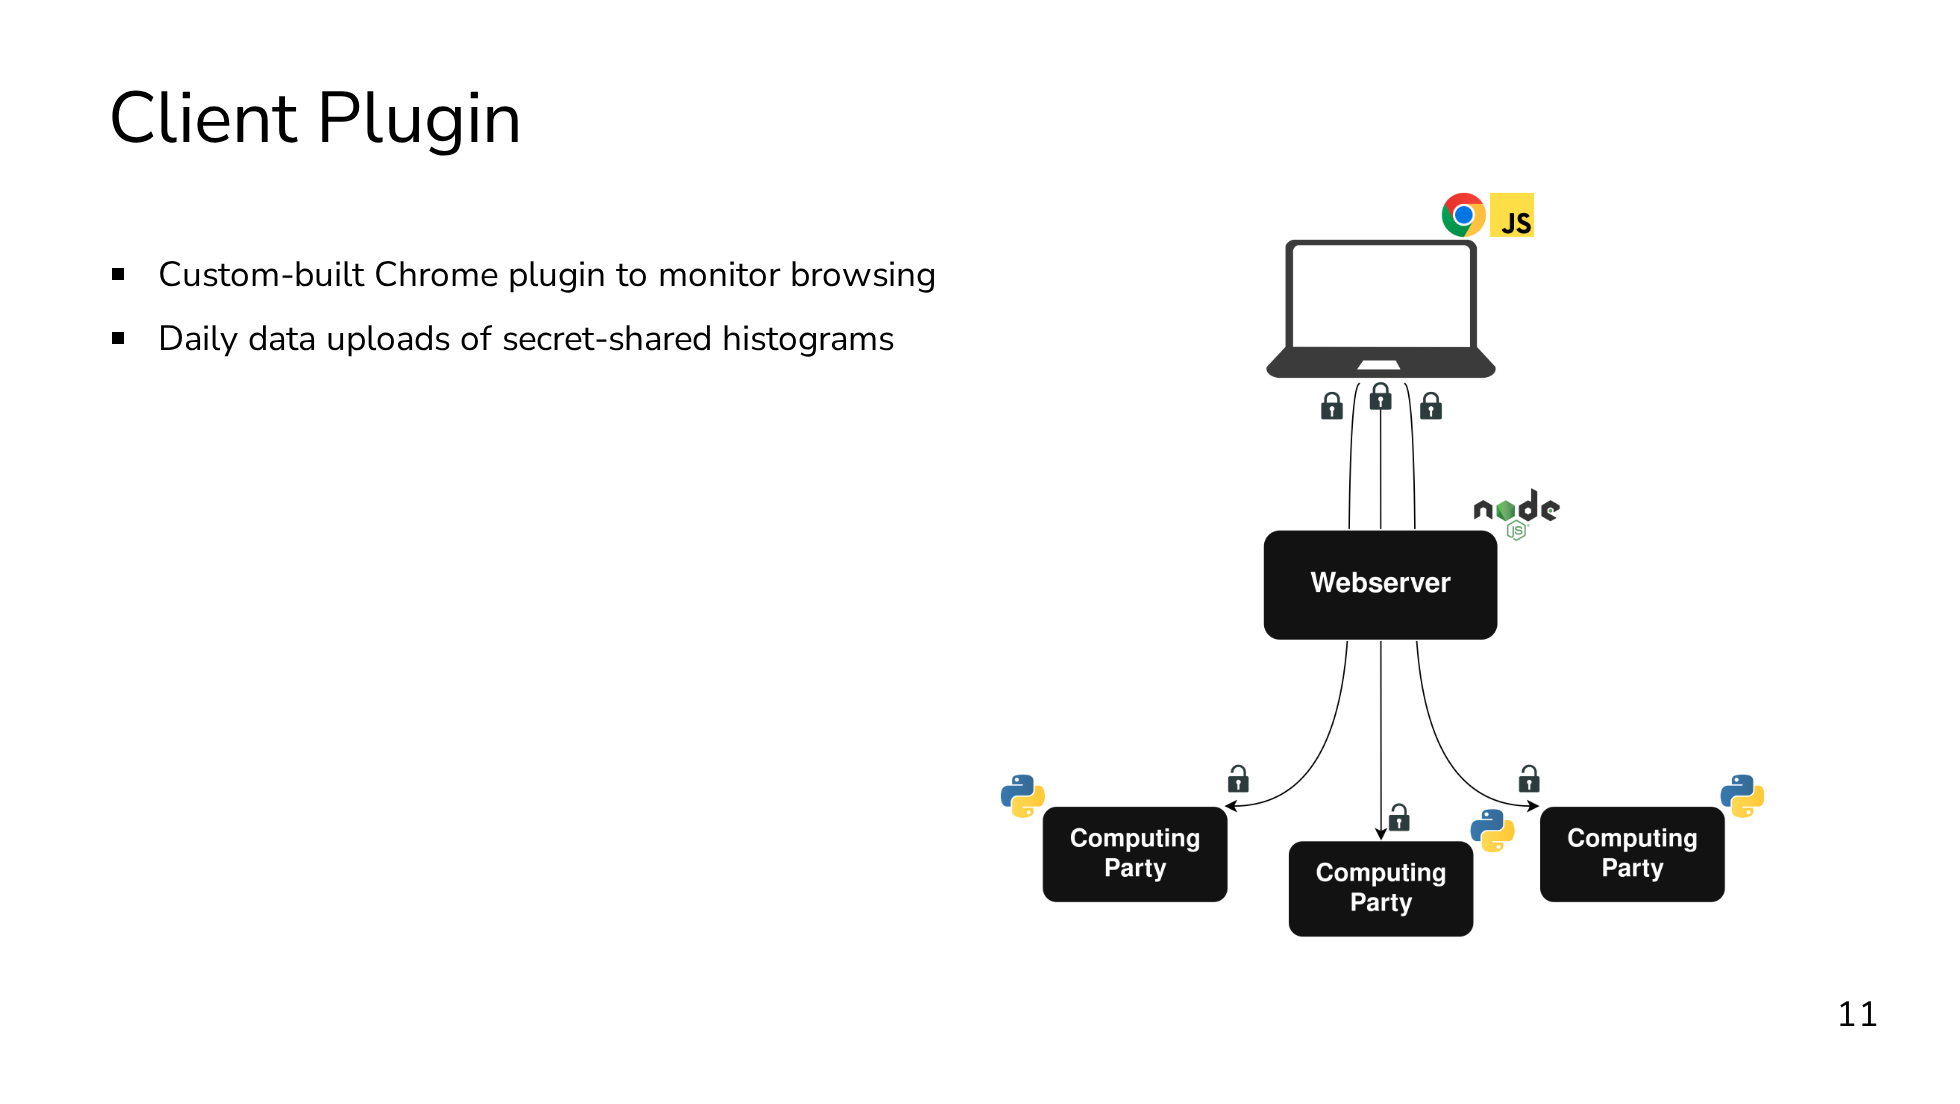 Client Plugin
Custom-built Chrome plugin to monitor browsing
Daily data uploads of secret-shared histograms
JS
node
JS
Webserver
Computing
Party
Computing
Party
Computing
Party
11